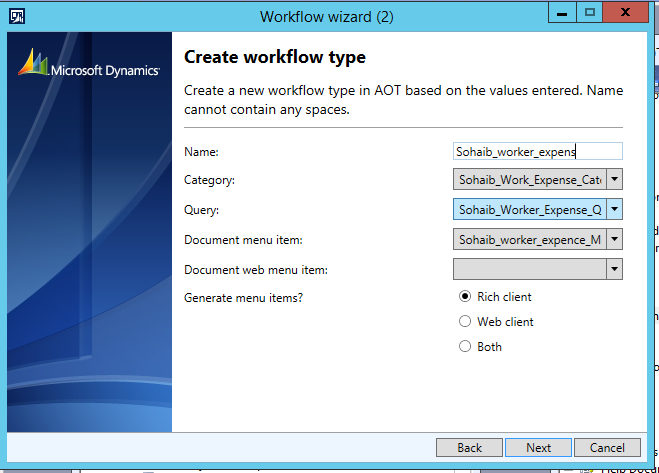 Workflow wizard (2)
Microsoft Dynamics
Create workflow type
Create a new workflow type in AOT based on the values entered. Name
cannot contain any spaces.
Name:
Sohaib_worker_expens
Category:
Sohaib_Work_Expense_Cat
Query:
Sohaib_Worker_Expense_Q
Document menu item:
Sohaib_worker_expence_M
Document web menu item:
Generate menu items?
Rich client
Web client
Both
Back
Next
Cancel